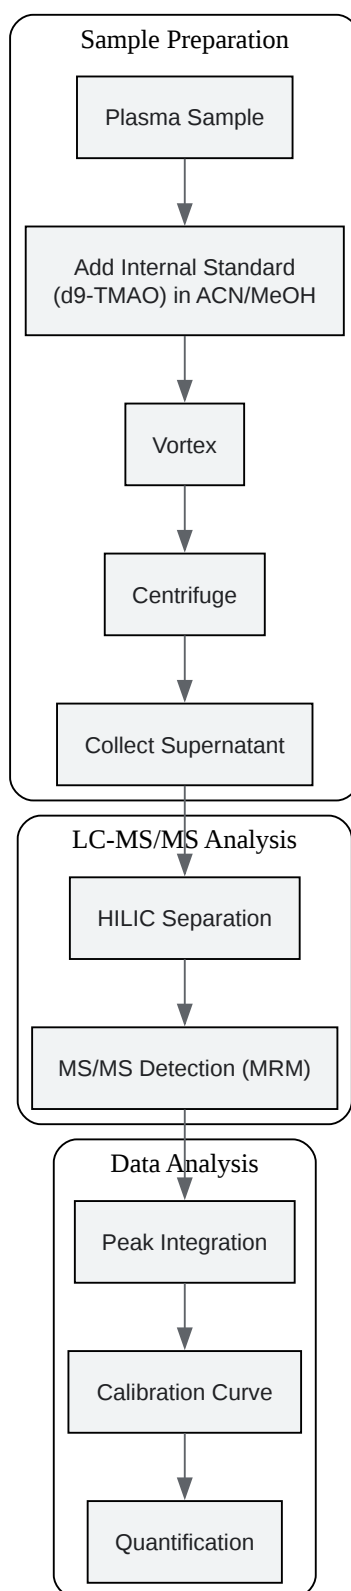 Sample Preparation
Plasma Sample
Add Internal Standard
(d9-TMAO) in ACN/MeOH
Vortex
Centrifuge
Collect Supernatant
LC-MS/MS Analysis
HILIC Separation
MS/MS Detection (MRM)
Data Analysis
Peak Integration
Calibration Curve
Quantification